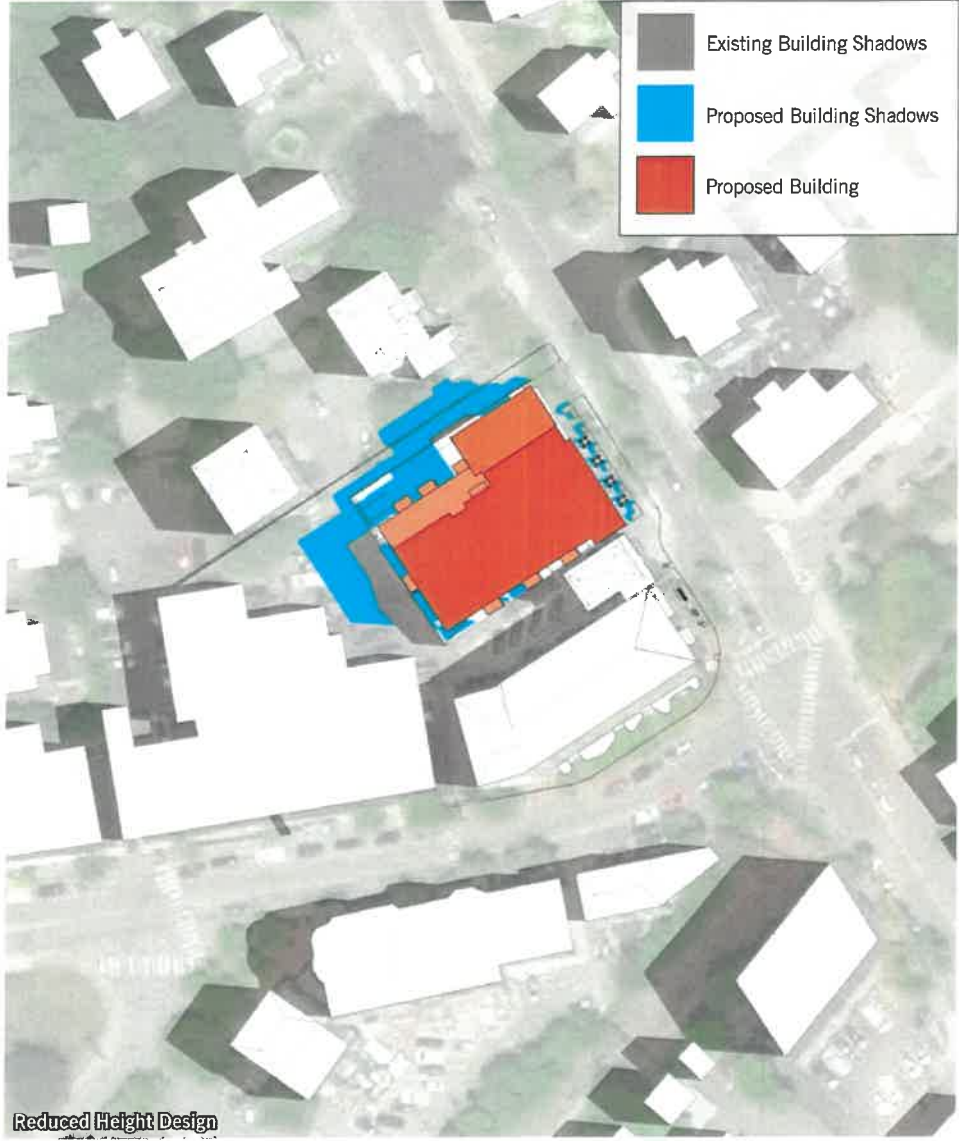 Existing Building Shadows
Proposed Building Shadows
Proposed Building
Reduced Height Design